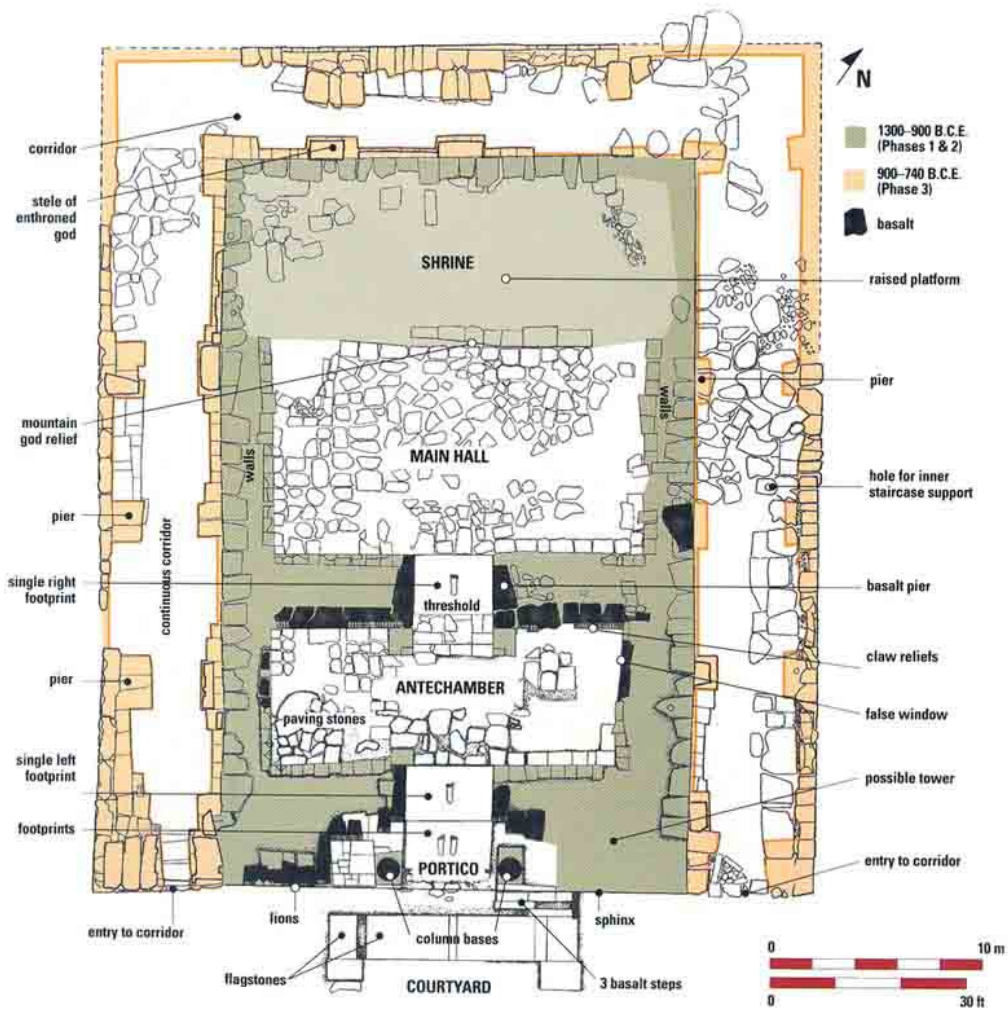 N
1300–900 B.C.E.
(Phases 1 & 2)
900–740 B.C.E.
(Phase 3)
basalt
corridor
stele of
enthroned
god
SHRINE
raised platform
pier
walls
mountain
god relief
MAIN HALL
walls
hole for inner
staircase support
pier
continuous corridor
single right
footprint
threshold
basalt pier
claw reliefs
pier
ANTECHAMBER
false window
paving stones
single left
footprint
possible tower
footprints
PORTICO
entry to corridor
entry to corridor
lions
column bases
sphinx
flagstones
COURTYARD
3 basalt steps
0
10 m
0
30 ft